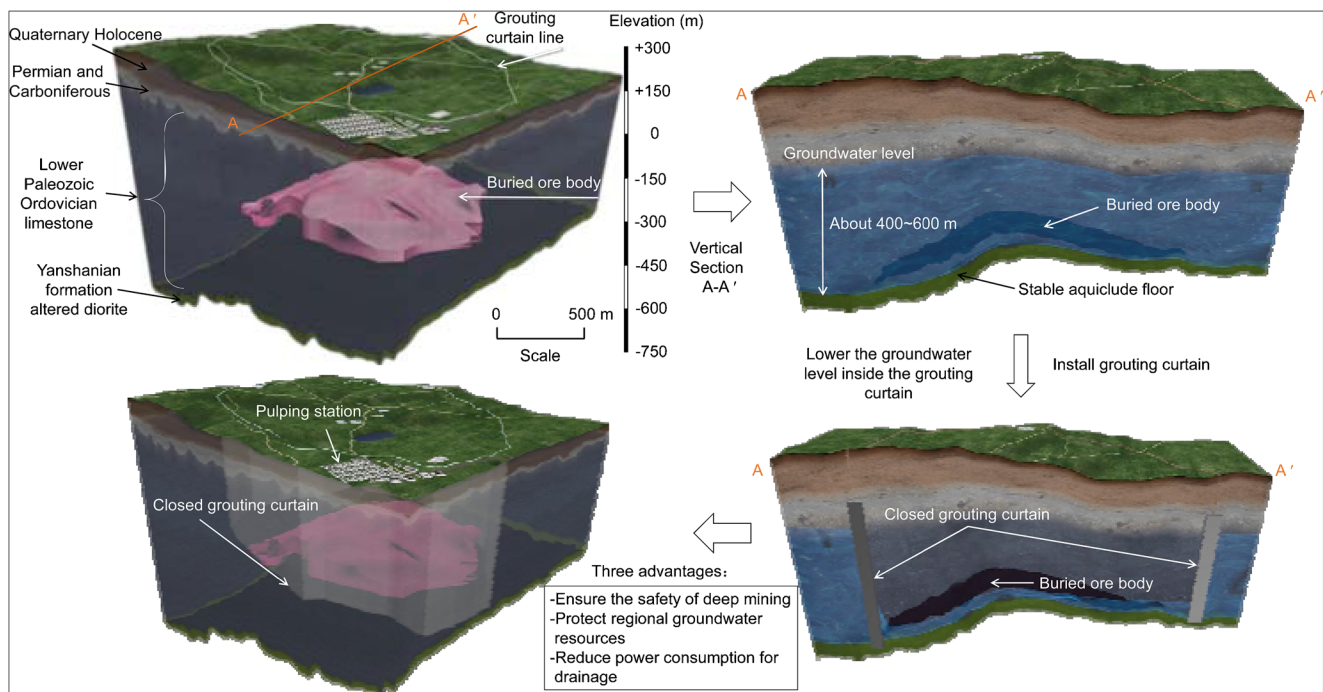 Quaternary Holocene
Permian and
Carboniferous
Lower
Paleozoic
Ordovician
limestone
Yanshanian
formation
altered diorite
A
A '
Grouting
curtain line
Buried ore body
Elevation (m)
+300
+150
0
-150
-300
-450
-600
-750
0 500 m
Scale
Vertical
Section
A-A '
A
A '
Groundwater level
Buried ore body
About 400~600 m
Stable aquiclude floor
Lower the groundwater
level inside the grouting
curtain
Install grouting curtain
A
A '
Closed grouting curtain
Buried ore body
Three advantages:
-Ensure the safety of deep mining
-Protect regional groundwater
resources
-Reduce power consumption for
drainage
Pulping station
Closed grouting curtain